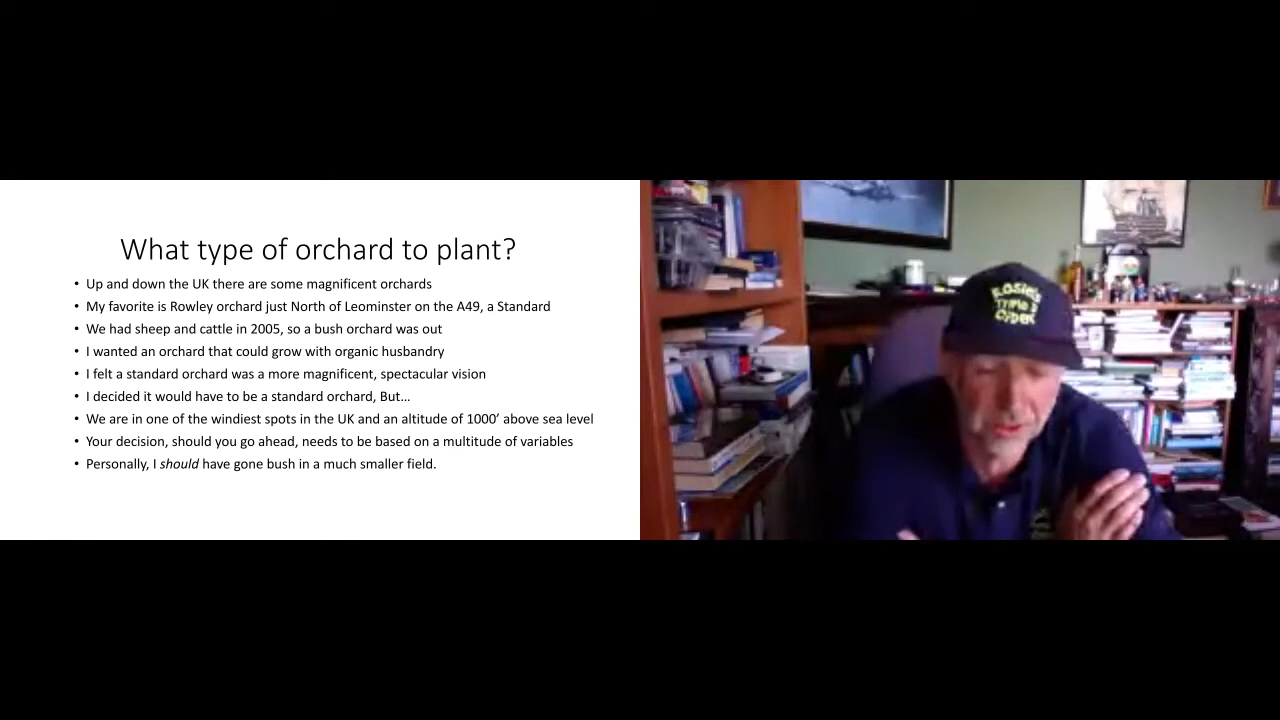 What type of orchard to plant?
• Up and down the UK there are some magnificent orchards
• My favorite is Rowley orchard just North of Leominster on the A49, a Standard
• We had sheep and cattle in 2005, so a bush orchard was out
• I wanted an orchard that could grow with organic husbandry
• I felt a standard orchard was a more magnificent, spectacular vision
• I decided it would have to be a standard orchard, But…
• We are in one of the windiest spots in the UK and an altitude of 1000’ above sea level
• Your decision, should you go ahead, needs to be based on a multitude of variables
• Personally, I should have gone bush in a much smaller field.
Rosie's
Triple D
Cider